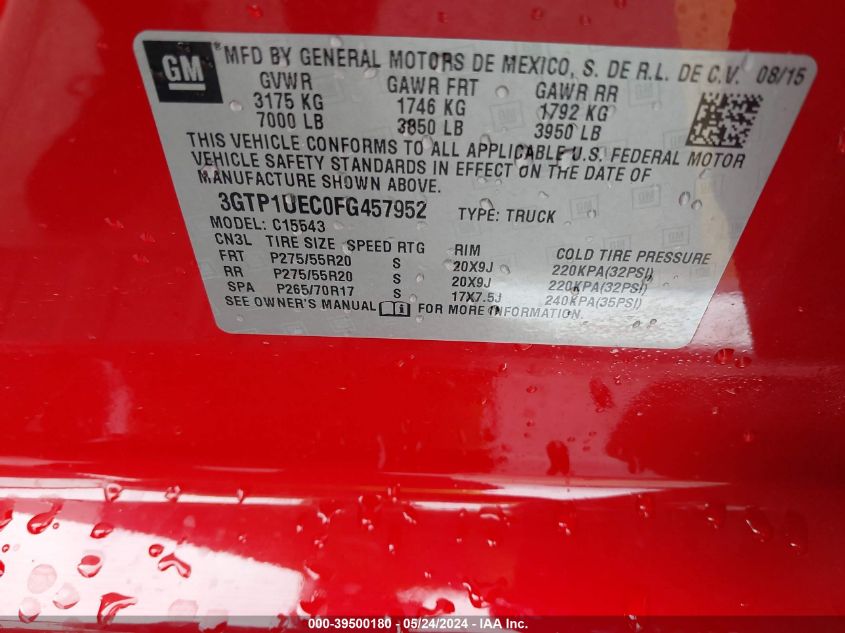 GM ® MFD BY GENERAL MOTORS DE MEXICO, S. DE R.L. DE C.V. 08/15
GVWR GAWR FRT GAWR RR
3175 KG 1746 KG 1792 KG
7000 LB 3850 LB 3950 LB
THIS VEHICLE CONFORMS TO ALL APPLICABLE U.S. FEDERAL MOTOR
VEHICLE SAFETY STANDARDS IN EFFECT ON THE DATE OF
MANUFACTURE SHOWN ABOVE.
3GTP1UEC0FG457952 TYPE: TRUCK
MODEL: C15543
CN3L TIRE SIZE SPEED RTG RIM COLD TIRE PRESSURE
FRT P275/55R20 S 20X9J 220KPA(32PSI)
RR P275/55R20 S 20X9J 220KPA(32PSI)
SPA P265/70R17 S 17X7.5J 240KPA(35PSI)
SEE OWNER'S MANUAL FOR MORE INFORMATION.
000-39500180 - 05/24/2024 - IAA Inc.